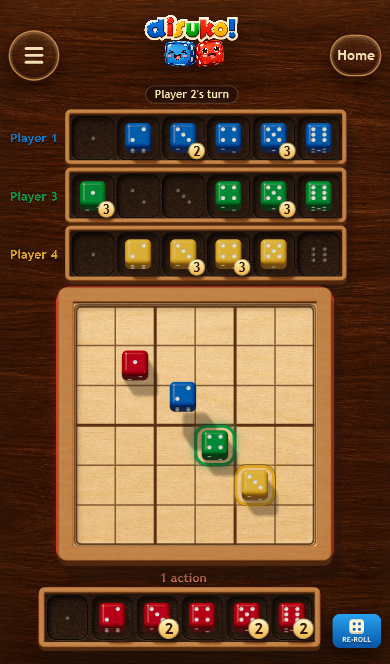 disuko!
Home
Player 2's turn
Player 1
2
3
Player 3
3
3
Player 4
3
3
1 action
2
2
2
RE-ROLL